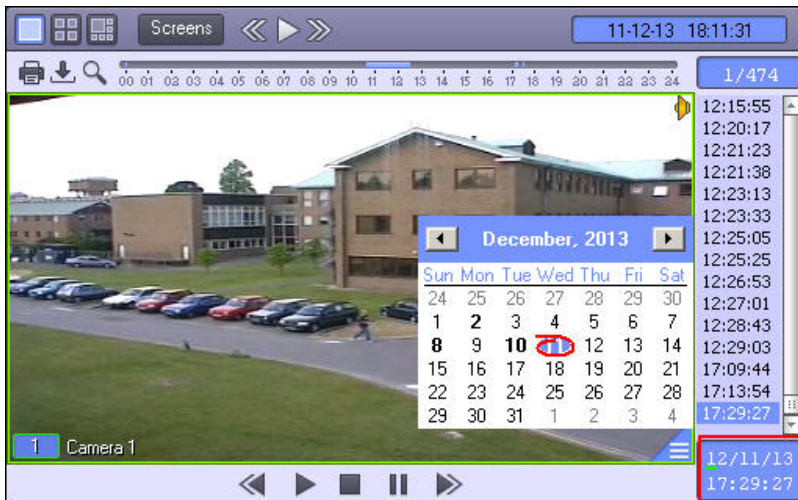 Screens
11-12-13 18:11:31
00 01 02 03 04 05 06 07 08 09 10 11 12 13 14 15 16 17 18 19 20 21 22 23 24
1/474
12:15:55
12:20:17
12:21:23
12:21:38
12:23:13
12:23:33
12:25:05
12:25:25
12:26:53
12:27:01
12:28:43
12:29:03
17:09:44
17:13:54
17:29:27
December, 2013
Sun Mon Tue Wed Thu Fri Sat
24 25 26 27 28 29 30
1 2 3 4 5 6 7
8 9 10 11 12 13 14
15 16 17 18 19 20 21
22 23 24 25 26 27 28
29 30 31 1 2 3 4
1 Camera 1
12/11/13
17:29:27